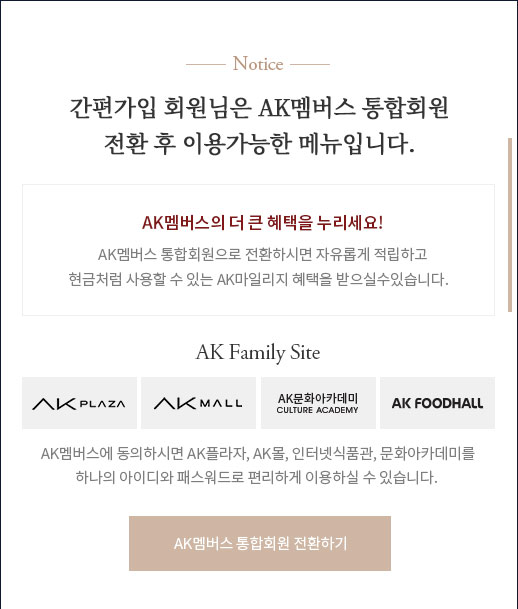 Notice
간편가입 회원님은 AK멤버스 통합회원
전환 후 이용가능한 메뉴입니다.
AK멤버스의 더 큰 혜택을 누리세요!
AK멤버스 통합회원으로 전환하시면 자유롭게 적립하고
현금처럼 사용할 수 있는 AK마일리지 혜택을 받으실수있습니다.
AK Family Site
AK PLAZA
AK MALL
AK문화아카데미
CULTURE ACADEMY
AK FOODHALL
AK멤버스에 동의하시면 AK플라자, AK몰, 인터넷식품관, 문화아카데미를
하나의 아이디와 패스워드로 편리하게 이용하실 수 있습니다.
AK멤버스 통합회원 전환하기